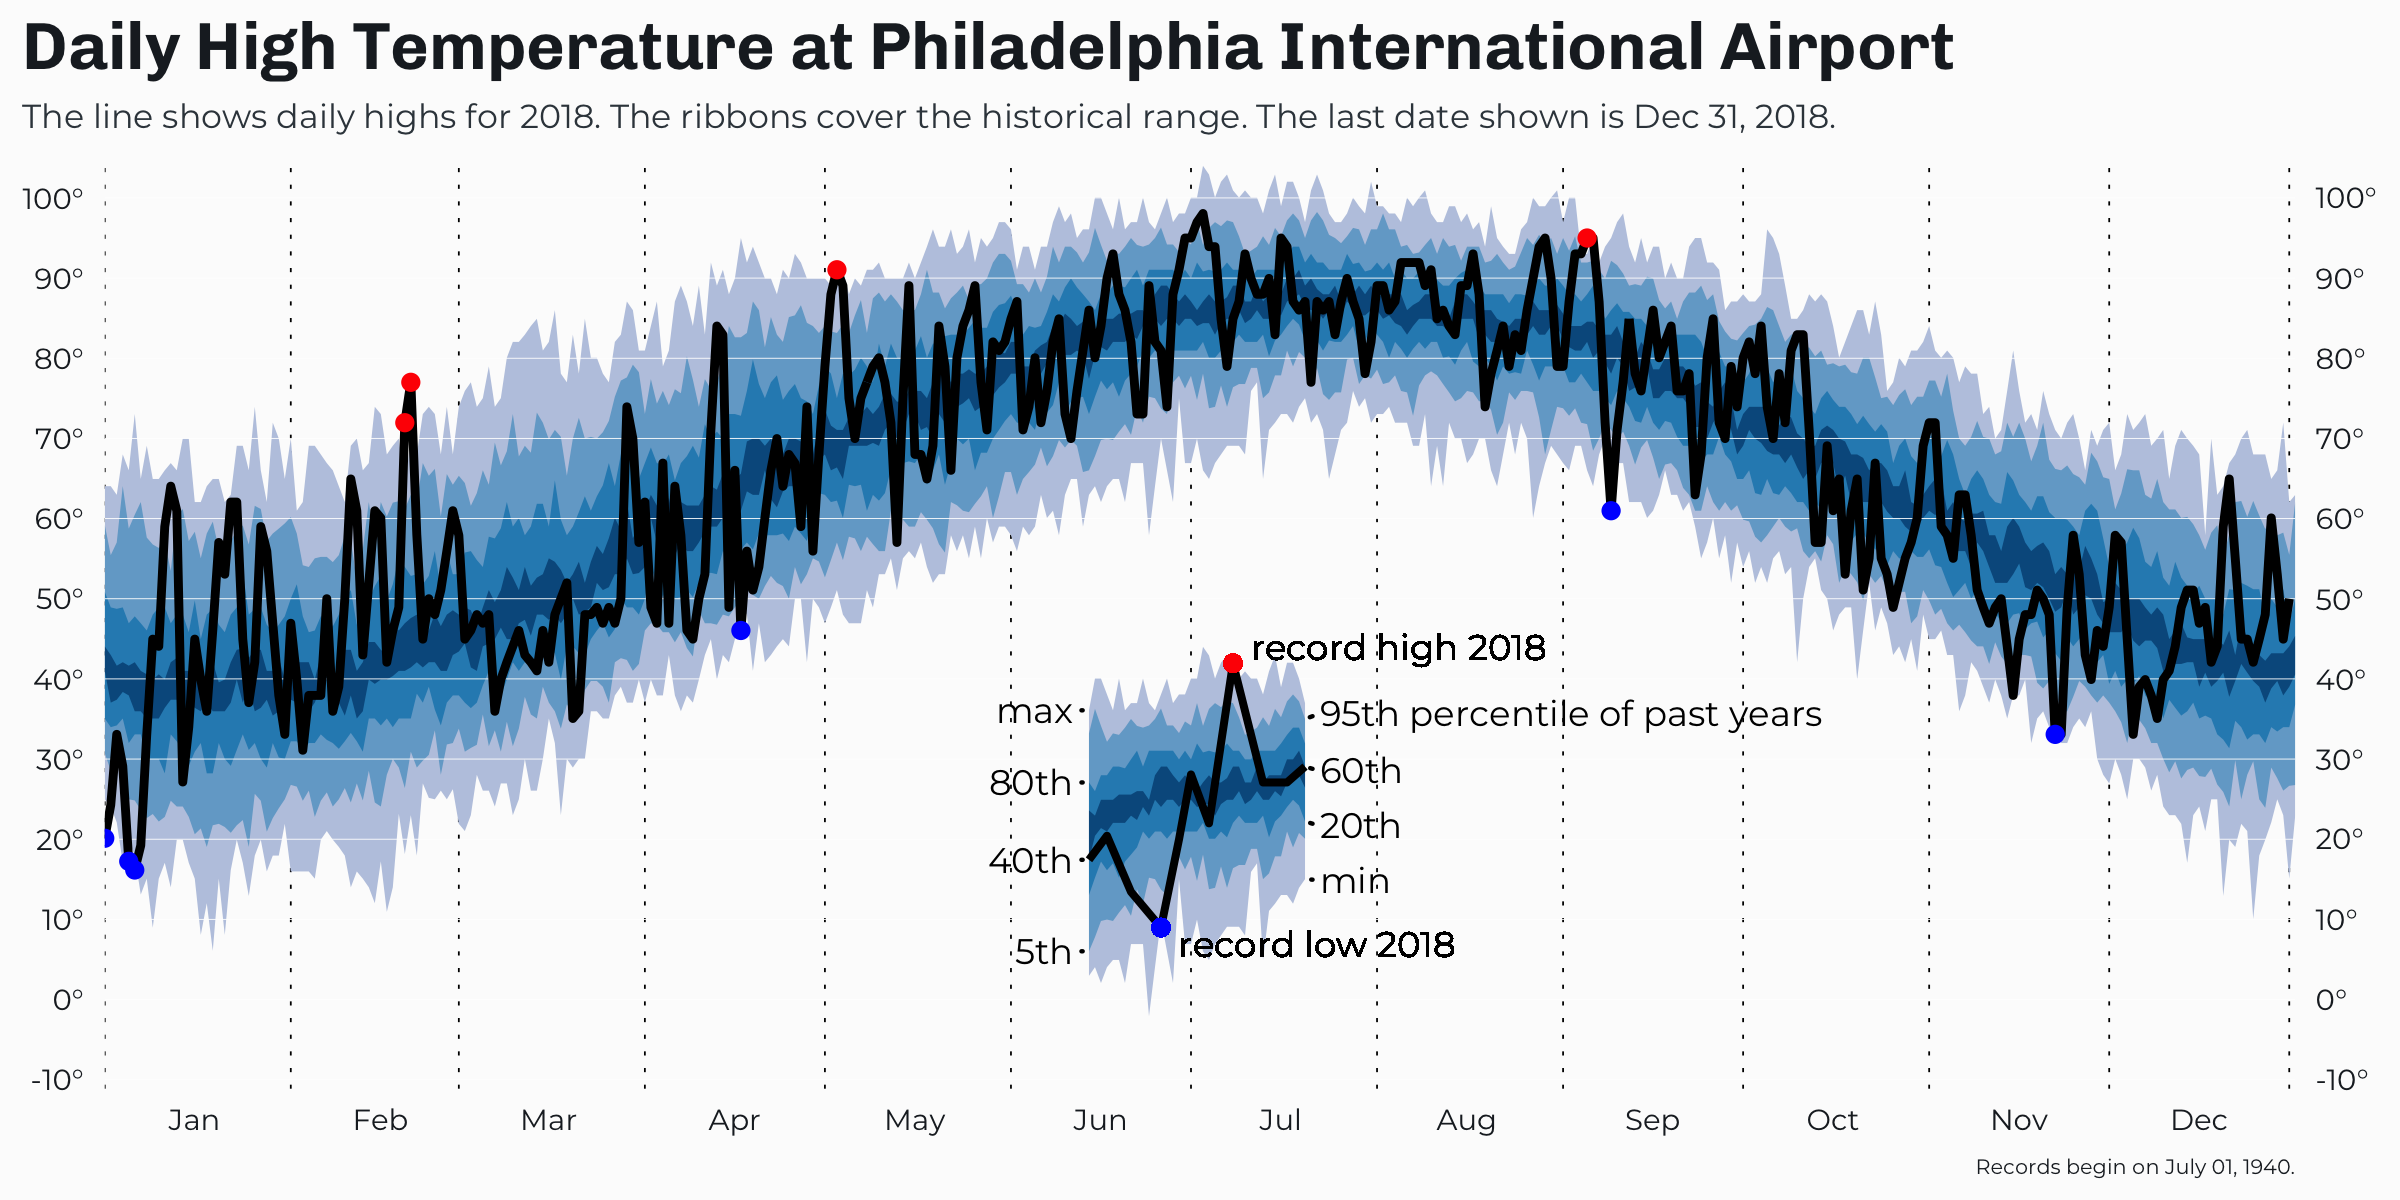 Daily High Temperature at Philadelphia International Airport
The line shows daily highs for 2018. The ribbons cover the historical range. The last date shown is Dec 31, 2018.
100° 100°
90° 90°
80° 80°
70° 70°
60° 60°
50° 50°
40° 40°
30° 30°
20° 20°
10° 10°
0° 0°
-10° -10°
record high 2018
max
95th percentile of past years
80th
60th
20th
40th
min
5th
record low 2018
Jan Feb Mar Apr May Jun Jul Aug Sep Oct Nov Dec
Records begin on July 01, 1940.